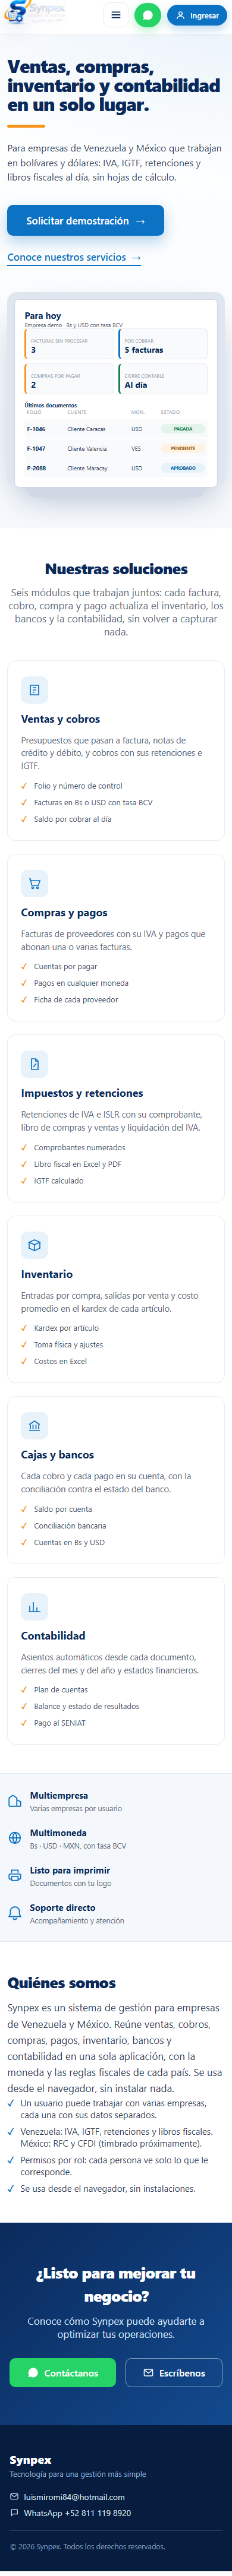 Synpex
Ingresar
Ventas, compras,
inventario y contabilidad
en un solo lugar.
Para empresas de Venezuela y México que trabajan
en bolívares y dólares: IVA, IGTF, retenciones y
libros fiscales al día, sin hojas de cálculo.
Solicitar demostración →
Conoce nuestros servicios →
Para hoy
Empresa demo · Bs y USD con tasa BCV
FACTURAS SIN PROCESAR
3
POR COBRAR
5 facturas
COMPRAS POR PAGAR
2
CIERRE CONTABLE
Al día
Últimos documentos
FOLIO CLIENTE MON. ESTADO
F-1046 Cliente Caracas USD PAGADA
F-1047 Cliente Valencia VES PENDIENTE
P-2088 Cliente Maracay USD APROBADO
Nuestras soluciones
Seis módulos que trabajan juntos: cada factura,
cobro, compra y pago actualiza el inventario, los
bancos y la contabilidad, sin volver a capturar
nada.
Ventas y cobros
Presupuestos que pasan a factura, notas de
crédito y débito, y cobros con sus retenciones e
IGTF.
✓ Folio y número de control
✓ Facturas en Bs o USD con tasa BCV
✓ Saldo por cobrar al día
Compras y pagos
Facturas de proveedores con su IVA y pagos que
abonan una o varias facturas.
✓ Cuentas por pagar
✓ Pagos en cualquier moneda
✓ Ficha de cada proveedor
Impuestos y retenciones
Retenciones de IVA e ISLR con su comprobante,
libro de compras y ventas y liquidación del IVA.
✓ Comprobantes numerados
✓ Libro fiscal en Excel y PDF
✓ IGTF calculado
Inventario
Entradas por compra, salidas por venta y costo
promedio en el kardex de cada artículo.
✓ Kardex por artículo
✓ Toma física y ajustes
✓ Costos en Excel
Cajas y bancos
Cada cobro y cada pago en su cuenta, con la
conciliación contra el estado del banco.
✓ Saldo por cuenta
✓ Conciliación bancaria
✓ Cuentas en Bs y USD
Contabilidad
Asientos automáticos desde cada documento,
cierres del mes y del año y estados financieros.
✓ Plan de cuentas
✓ Balance y estado de resultados
✓ Pago al SENIAT
Multiempresa
Varias empresas por usuario
Multimoneda
Bs · USD · MXN, con tasa BCV
Listo para imprimir
Documentos con tu logo
Soporte directo
Acompañamiento y atención
Quiénes somos
Synpex es un sistema de gestión para empresas
de Venezuela y México. Reúne ventas, cobros,
compras, pagos, inventario, bancos y
contabilidad en una sola aplicación, con la
moneda y las reglas fiscales de cada país. Se usa
desde el navegador, sin instalar nada.
✓ Un usuario puede trabajar con varias empresas,
cada una con sus datos separados.
✓ Venezuela: IVA, IGTF, retenciones y libros fiscales.
México: RFC y CFDI (timbrado próximamente).
✓ Permisos por rol: cada persona ve solo lo que le
corresponde.
✓ Se usa desde el navegador, sin instalaciones.
¿Listo para mejorar tu
negocio?
Conoce cómo Synpex puede ayudarte a
optimizar tus operaciones.
Contáctanos
Escríbenos
Synpex
Tecnología para una gestión más simple
luismiromi84@hotmail.com
WhatsApp +52 811 119 8920
© 2026 Synpex. Todos los derechos reservados.